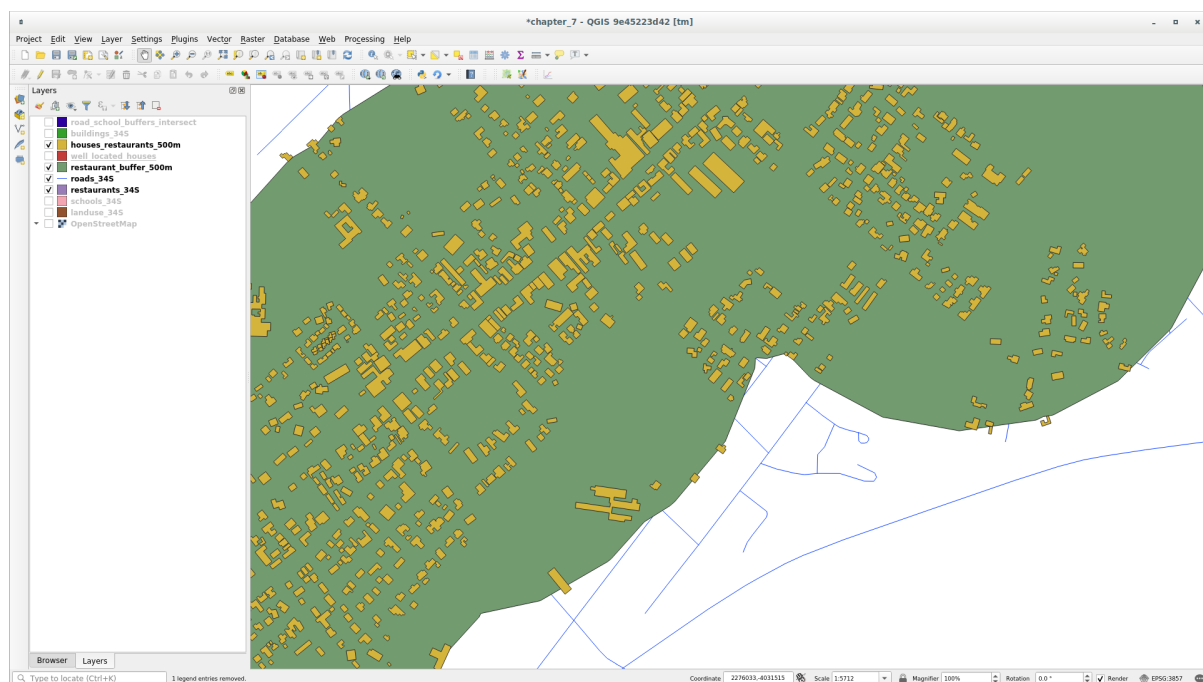 *chapter_7 - QGIS 9e45223d42 [tm]
Project Edit View Layer Settings Plugins Vector Raster Database Web Processing Help
Layers
road_school_buffers_intersect
buildings_34S
houses_restaurants_500m
well_located_houses
restaurant_buffer_500m
roads_34S
restaurants_34S
schools_34S
landuse_34S
OpenStreetMap
Browser Layers
Type to locate (Ctrl+K) 1 legend entries removed. Coordinate 2276033,-4031515 Scale 1:5712 Magnifier 100% Rotation 0.0 ° Render EPSG:3857